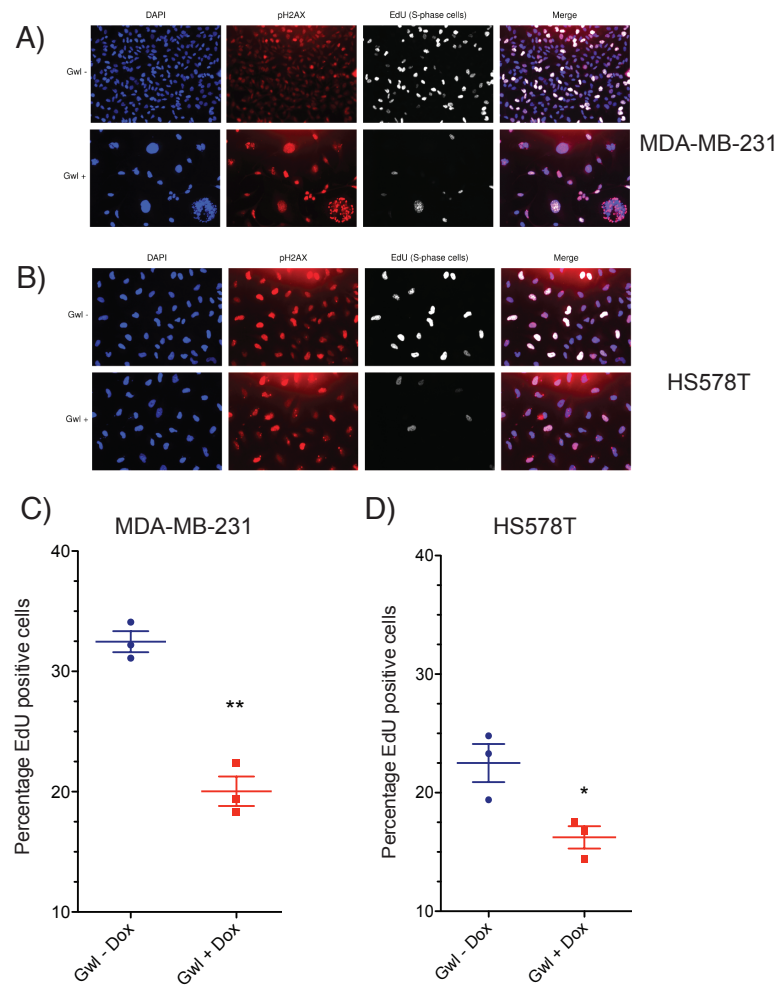 A)
DAPI pH2AX EdU (S-phase cells) Merge
Gwl -
Gwl +
MDA-MB-231
B)
DAPI pH2AX EdU (S-phase cells) Merge
Gwl -
Gwl +
HS578T
C)
MDA-MB-231
Percentage EdU positive cells
40
30
20
10
**
Gwl - Dox
Gwl + Dox
D)
HS578T
Percentage EdU positive cells
40
30
20
10
*
Gwl - Dox
Gwl + Dox